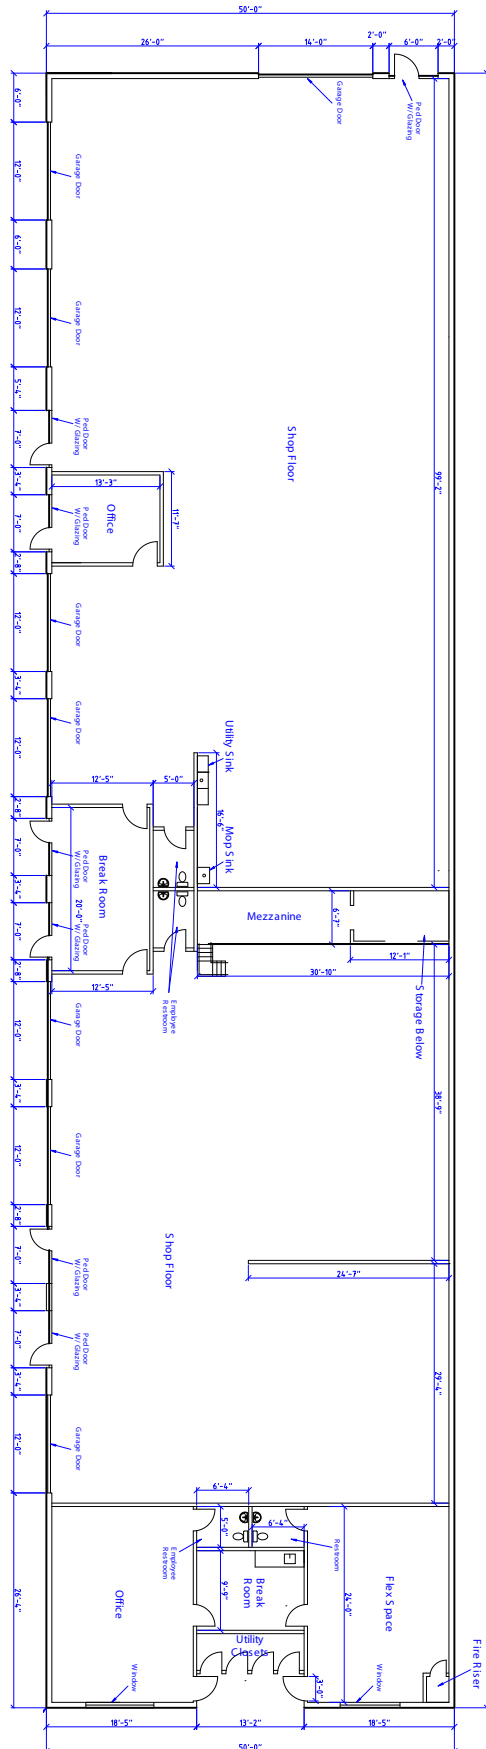 50'-0"
26'-0"
14'-0"
2'-0"
6'-0"
2'-0"
Garage Door
Ped Door
W/ Glazing
6'-0"
12'-0"
Garage Door
6'-0"
12'-0"
Garage Door
5'-4"
7'-0"
Ped Door
W/ Glazing
Shop Floor
99'-2"
3'-4"
13'-3"
11'-7"
Office
7'-0"
Ped Door
W/ Glazing
2'-8"
12'-0"
Garage Door
3'-4"
12'-0"
Garage Door
Utility Sink
12'-5"
5'-0"
16'-6"
Mop Sink
2'-8"
7'-0"
Ped Door
W/ Glazing
Break Room
20'-0"
3'-4"
7'-0"
Ped Door
W/ Glazing
2'-8"
Mezzanine
6'-7"
12'-1"
30'-10"
Storage Below
12'-5"
Employee
Restroom
12'-0"
Garage Door
3'-4"
38'-9"
12'-0"
Garage Door
2'-8"
7'-0"
Ped Door
W/ Glazing
Shop Floor
24'-7"
3'-4"
7'-0"
Ped Door
W/ Glazing
3'-4"
29'-4"
12'-0"
Garage Door
6'-4"
5'-0"
6'-4"
Restroom
Employee
Restroom
26'-4"
Office
9'-9"
Break
Room
24'-0"
Flex Space
Utility
Closets
Fire Riser
Window
3'-0"
Window
18'-5"
13'-2"
18'-5"
50'-0"